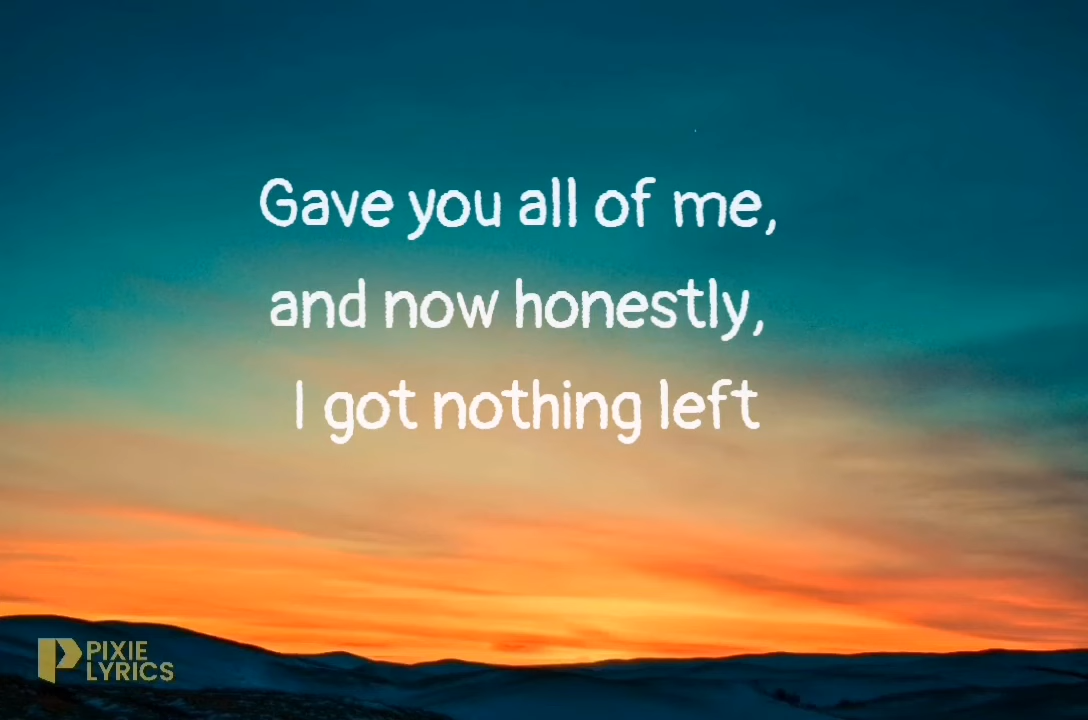 Gave you all of me,
and now honestly,
I got nothing left
PIXIE
LYRICS